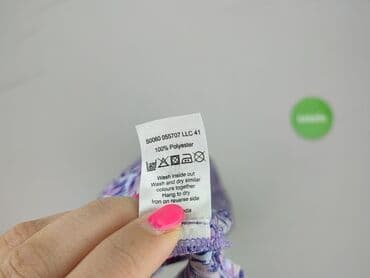 S0060 055707 LLC 41
100% Polyester
Wash inside out
Wash and dry similar
colours together
Hang to dry
Iron on reverse side